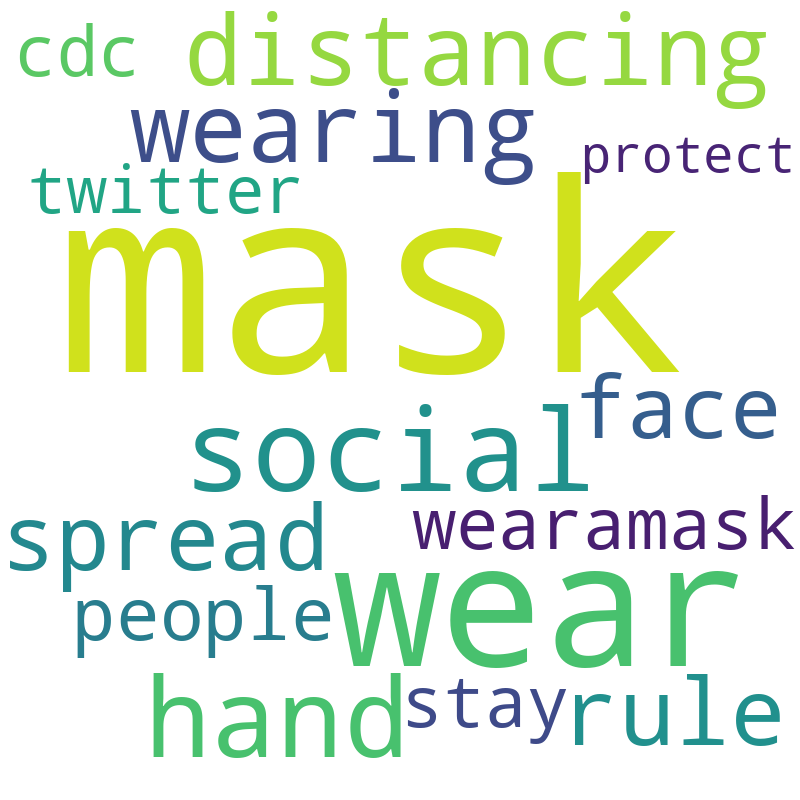 cdc
distancing
wearing
protect
twitter
mask
face
social
wearamask
spread
wear
people
hand
stay
rule